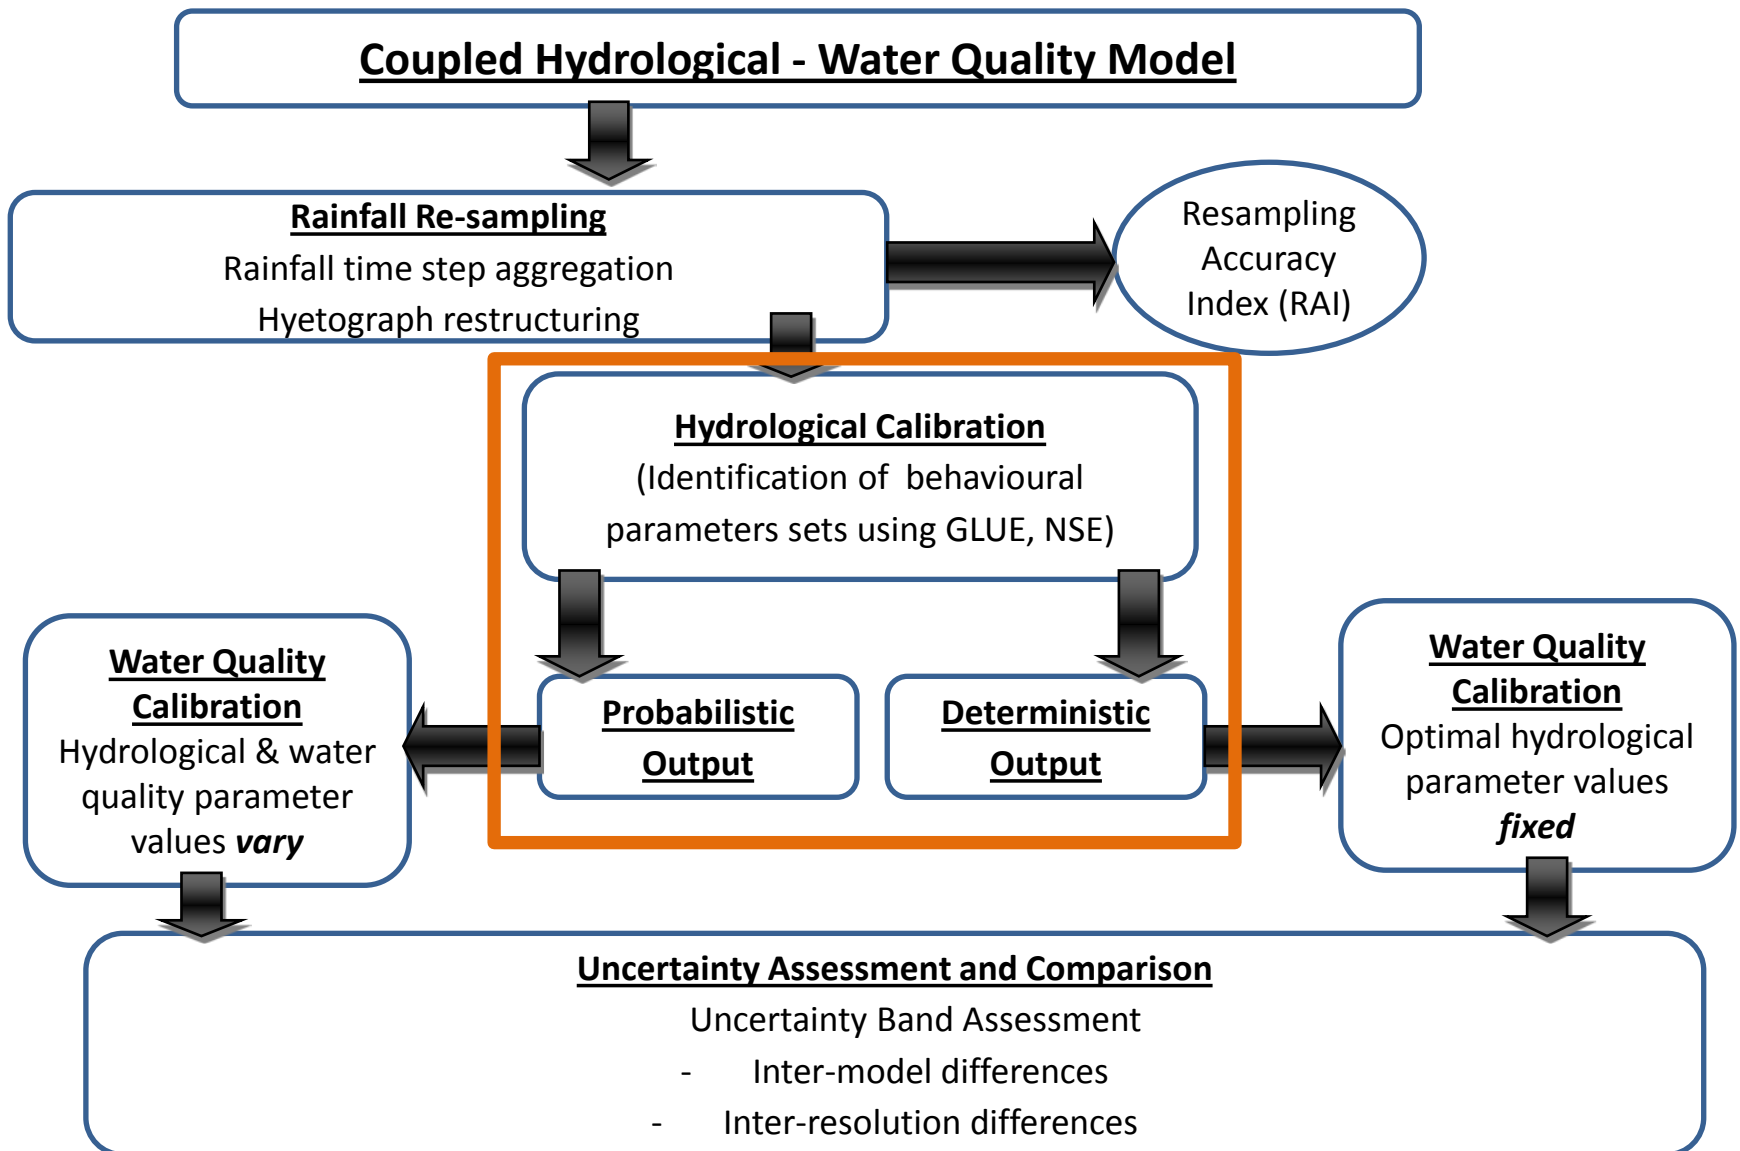 Coupled Hydrological - Water Quality Model
Rainfall Re-sampling
Rainfall time step aggregation
Hyetograph restructuring
Resampling
Accuracy
Index (RAI)
Hydrological Calibration
(Identification of behavioural
parameters sets using GLUE, NSE)
Water Quality
Calibration
Hydrological & water
quality parameter
values vary
Probabilistic
Output
Deterministic
Output
Water Quality
Calibration
Optimal hydrological
parameter values
fixed
Uncertainty Assessment and Comparison
Uncertainty Band Assessment
- Inter-model differences
- Inter-resolution differences